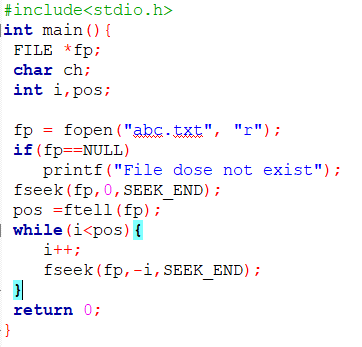 #include<stdio.h>
int main(){
FILE *fp;
char ch;
int i,pos;
fp = fopen("abc.txt", "r");
if(fp==NULL)
printf("File dose not exist");
fseek(fp,0,SEEK_END);
pos =ftell(fp);
while(i<pos){
i++;
fseek(fp,-i,SEEK_END);
}
return 0;
}